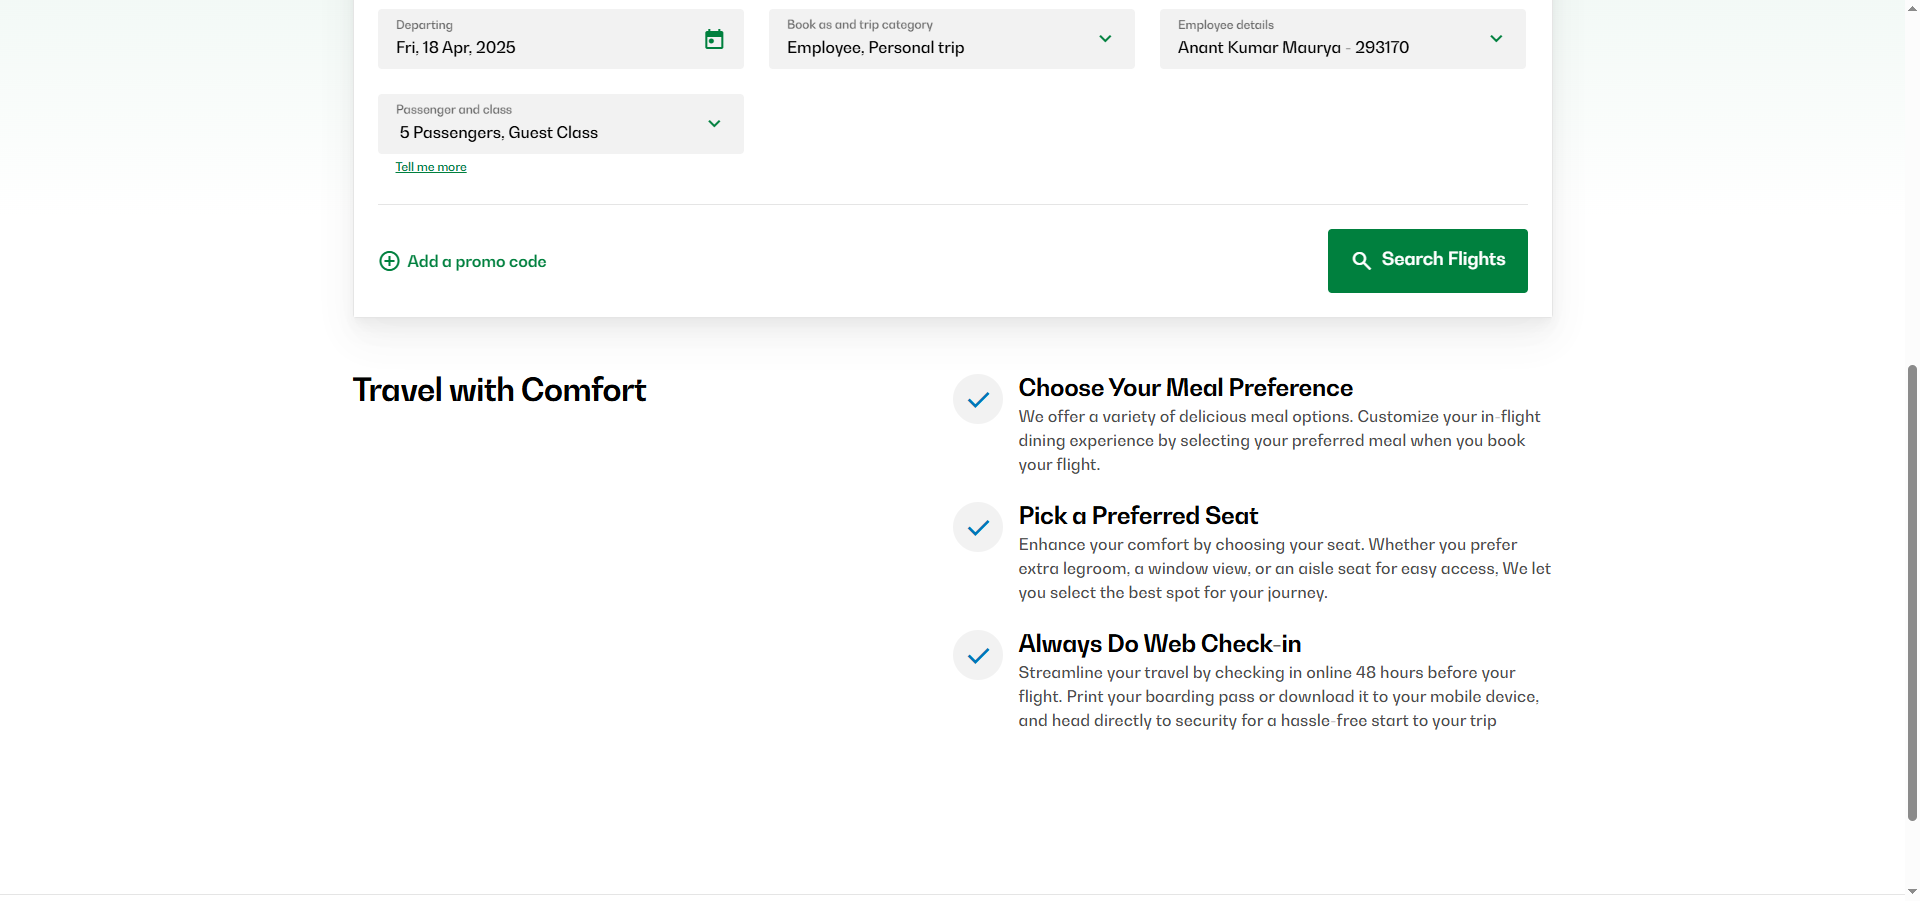 Departing
Fri, 18 Apr, 2025
Book as and trip category
Employee, Personal trip
Employee details
Anant Kumar Maurya - 293170
Passenger and class
5 Passengers, Guest Class
Tell me more
Add a promo code
Search Flights
Travel with Comfort
Choose Your Meal Preference
We offer a variety of delicious meal options. Customize your in-flight
dining experience by selecting your preferred meal when you book
your flight.
Pick a Preferred Seat
Enhance your comfort by choosing your seat. Whether you prefer
extra legroom, a window view, or an aisle seat for easy access, We let
you select the best spot for your journey.
Always Do Web Check-in
Streamline your travel by checking in online 48 hours before your
flight. Print your boarding pass or download it to your mobile device,
and head directly to security for a hassle-free start to your trip